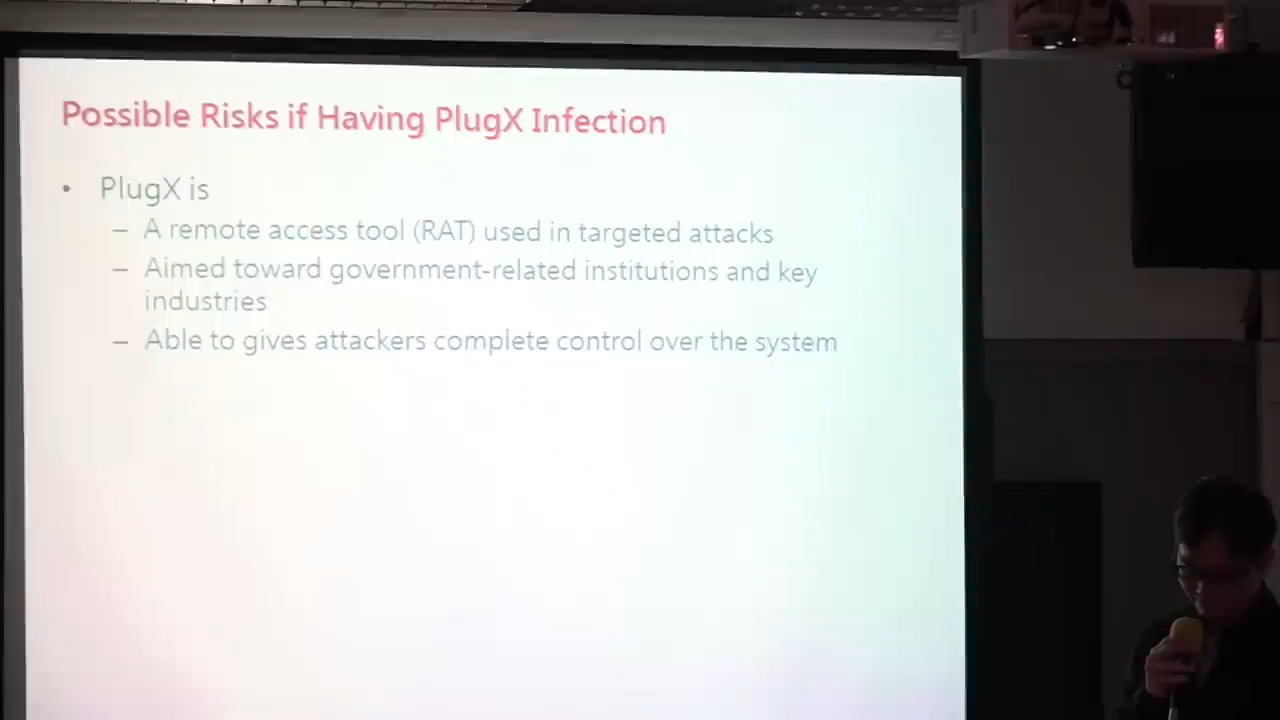 Possible Risks if Having PlugX Infection
• PlugX is
– A remote access tool (RAT) used in targeted attacks
– Aimed toward government-related institutions and key
industries
– Able to gives attackers complete control over the system